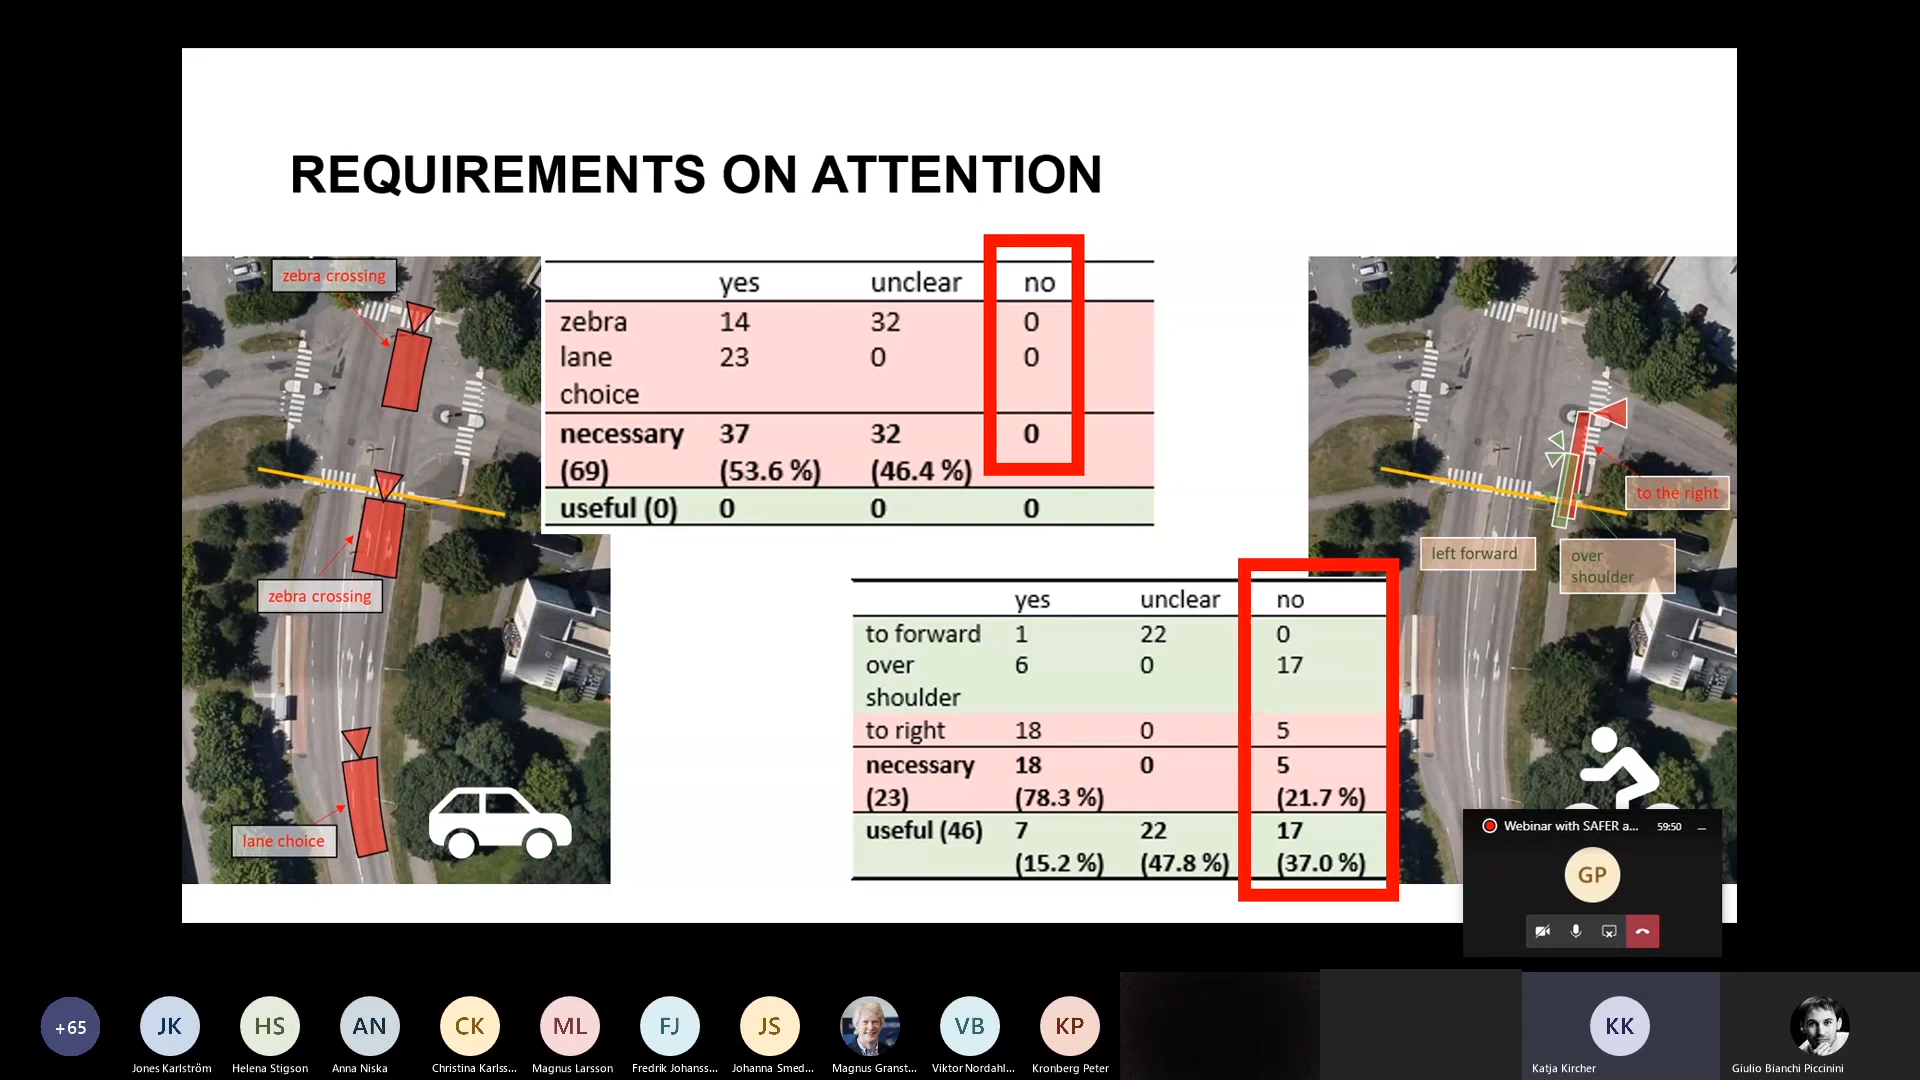 REQUIREMENTS ON ATTENTION
zebra crossing
zebra crossing
lane choice
yes unclear no
zebra 14 32 0
lane 23 0 0
choice
necessary 37 32 0
(69) (53.6 %) (46.4 %)
useful (0) 0 0 0
to the right
left forward
over
shoulder
yes unclear no
to forward 1 22 0
over 6 0 17
shoulder
to right 18 0 5
necessary 18 0 5
(23) (78.3 %) (21.7 %)
useful (46) 7 22 17
(15.2 %) (47.8 %) (37.0 %)
Webinar with SAFER a... 59:50
GP
+65 JK HS AN CK ML FJ JS VB KP KK
Jones Karlström Helena Stigson Anna Niska Christina Karlss... Magnus Larsson Fredrik Johanss... Johanna Smed... Magnus Granst... Viktor Nordahl... Kronberg Peter Katja Kircher Giulio Bianchi Piccinini